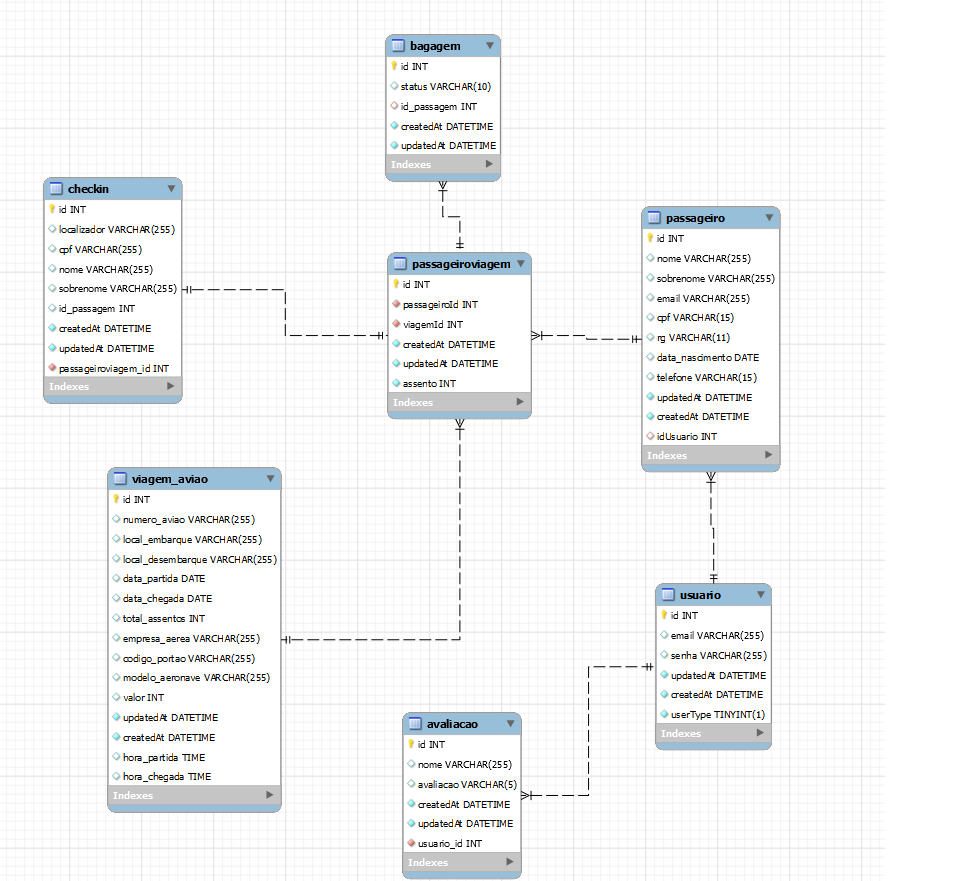 bagagem
id INT
status VARCHAR(10)
id_passagem INT
createdAt DATETIME
updatedAt DATETIME
Indexes
checkin
id INT
localizador VARCHAR(255)
cpf VARCHAR(255)
nome VARCHAR(255)
sobrenome VARCHAR(255)
id_passagem INT
createdAt DATETIME
updatedAt DATETIME
passageiroviagem_id INT
Indexes
passageiroviagem
id INT
passageiroId INT
viagemId INT
createdAt DATETIME
updatedAt DATETIME
assento INT
Indexes
passageiro
id INT
nome VARCHAR(255)
sobrenome VARCHAR(255)
email VARCHAR(255)
cpf VARCHAR(15)
rg VARCHAR(11)
data_nascimento DATE
telefone VARCHAR(15)
updatedAt DATETIME
createdAt DATETIME
idUsuario INT
Indexes
viagem_aviao
id INT
numero_aviao VARCHAR(255)
local_embarque VARCHAR(255)
local_desembarque VARCHAR(255)
data_partida DATE
data_chegada DATE
total_assentos INT
empresa_aerea VARCHAR(255)
codigo_portao VARCHAR(255)
modelo_aeronave VARCHAR(255)
valor INT
updatedAt DATETIME
createdAt DATETIME
hora_partida TIME
hora_chegada TIME
Indexes
usuario
id INT
email VARCHAR(255)
senha VARCHAR(255)
updatedAt DATETIME
createdAt DATETIME
userType TINYINT(1)
Indexes
avaliacao
id INT
nome VARCHAR(255)
avaliacao VARCHAR(5)
createdAt DATETIME
updatedAt DATETIME
usuario_id INT
Indexes